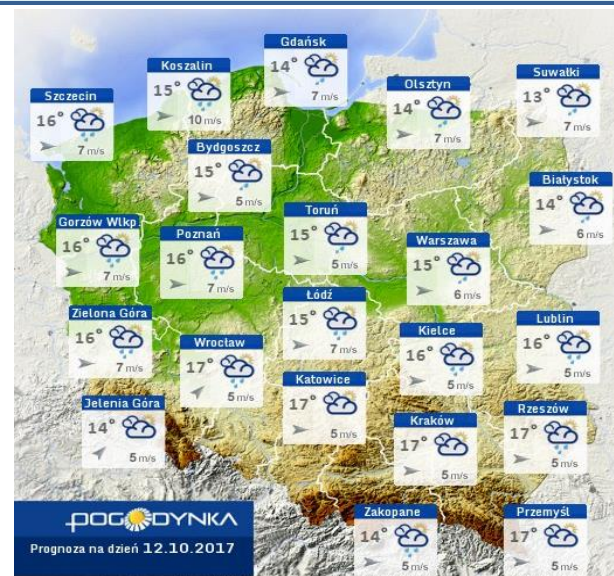 Gdańsk
14°
7 m/s
Koszalin
15°
10 m/s
Suwałki
13°
7 m/s
Olsztyn
14°
7 m/s
Szczecin
16°
7 m/s
Bydgoszcz
15°
5 m/s
Białystok
14°
6 m/s
Toruń
15°
5 m/s
Gorzów Wlkp.
16°
7 m/s
Poznań
16°
7 m/s
Warszawa
15°
6 m/s
Łódź
15°
7 m/s
Zielona Góra
16°
7 m/s
Lublin
16°
5 m/s
Kielce
16°
5 m/s
Wrocław
17°
5 m/s
Katowice
17°
5 m/s
Jelenia Góra
14°
5 m/s
Rzeszów
17°
5 m/s
Kraków
17°
5 m/s
Zakopane
14°
5 m/s
Przemyśl
17°
5 m/s
POGODYNKA
Prognoza na dzień 12.10.2017